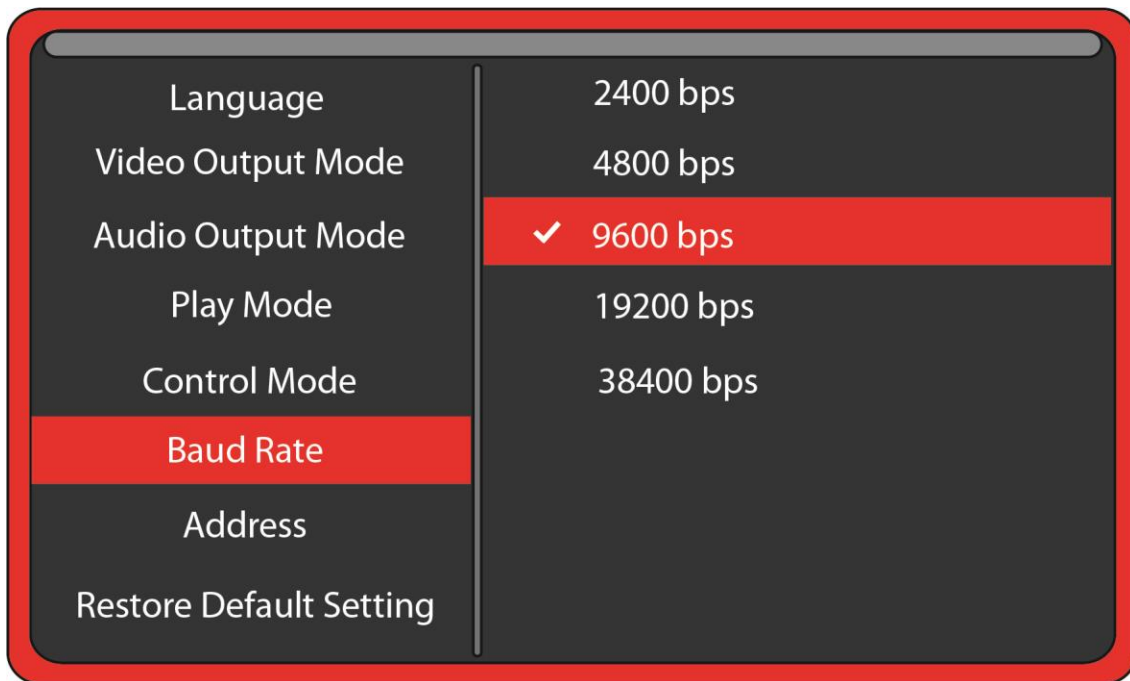 Language
Video Output Mode
Audio Output Mode
Play Mode
Control Mode
Baud Rate
Address
Restore Default Setting
2400 bps
4800 bps
9600 bps
19200 bps
38400 bps